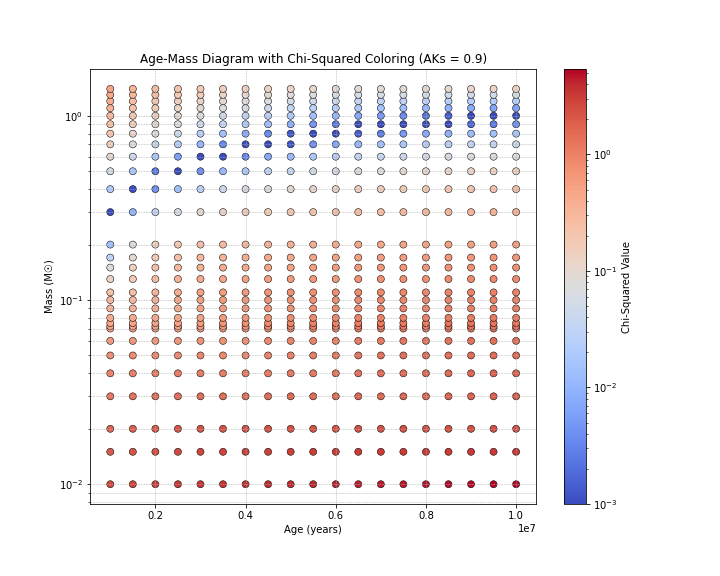 Age-Mass Diagram with Chi-Squared Coloring (AKs = 0.9)
Mass (M☉)
10⁰
10⁻¹
10⁻²
0.2 0.4 0.6 0.8 1.0
1e7
Age (years)
10⁰
10⁻¹
10⁻²
10⁻³
Chi-Squared Value